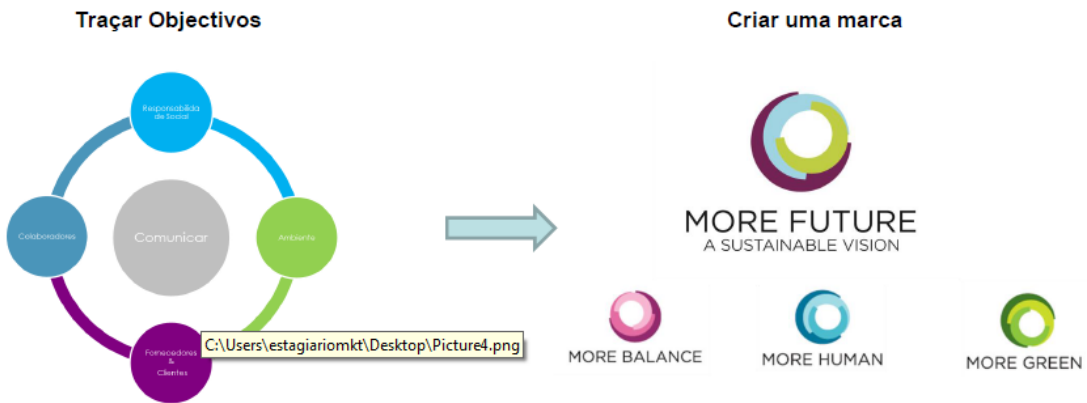 Traçar Objectivos
Criar uma marca
Responsabilida
de Social
Colaboradores
Comunicar
Ambiente
Fornecedores
&
Clientes
C:\Users\estagiariomkt\Desktop\Picture4.png
MORE FUTURE
A SUSTAINABLE VISION
MORE BALANCE
MORE HUMAN
MORE GREEN